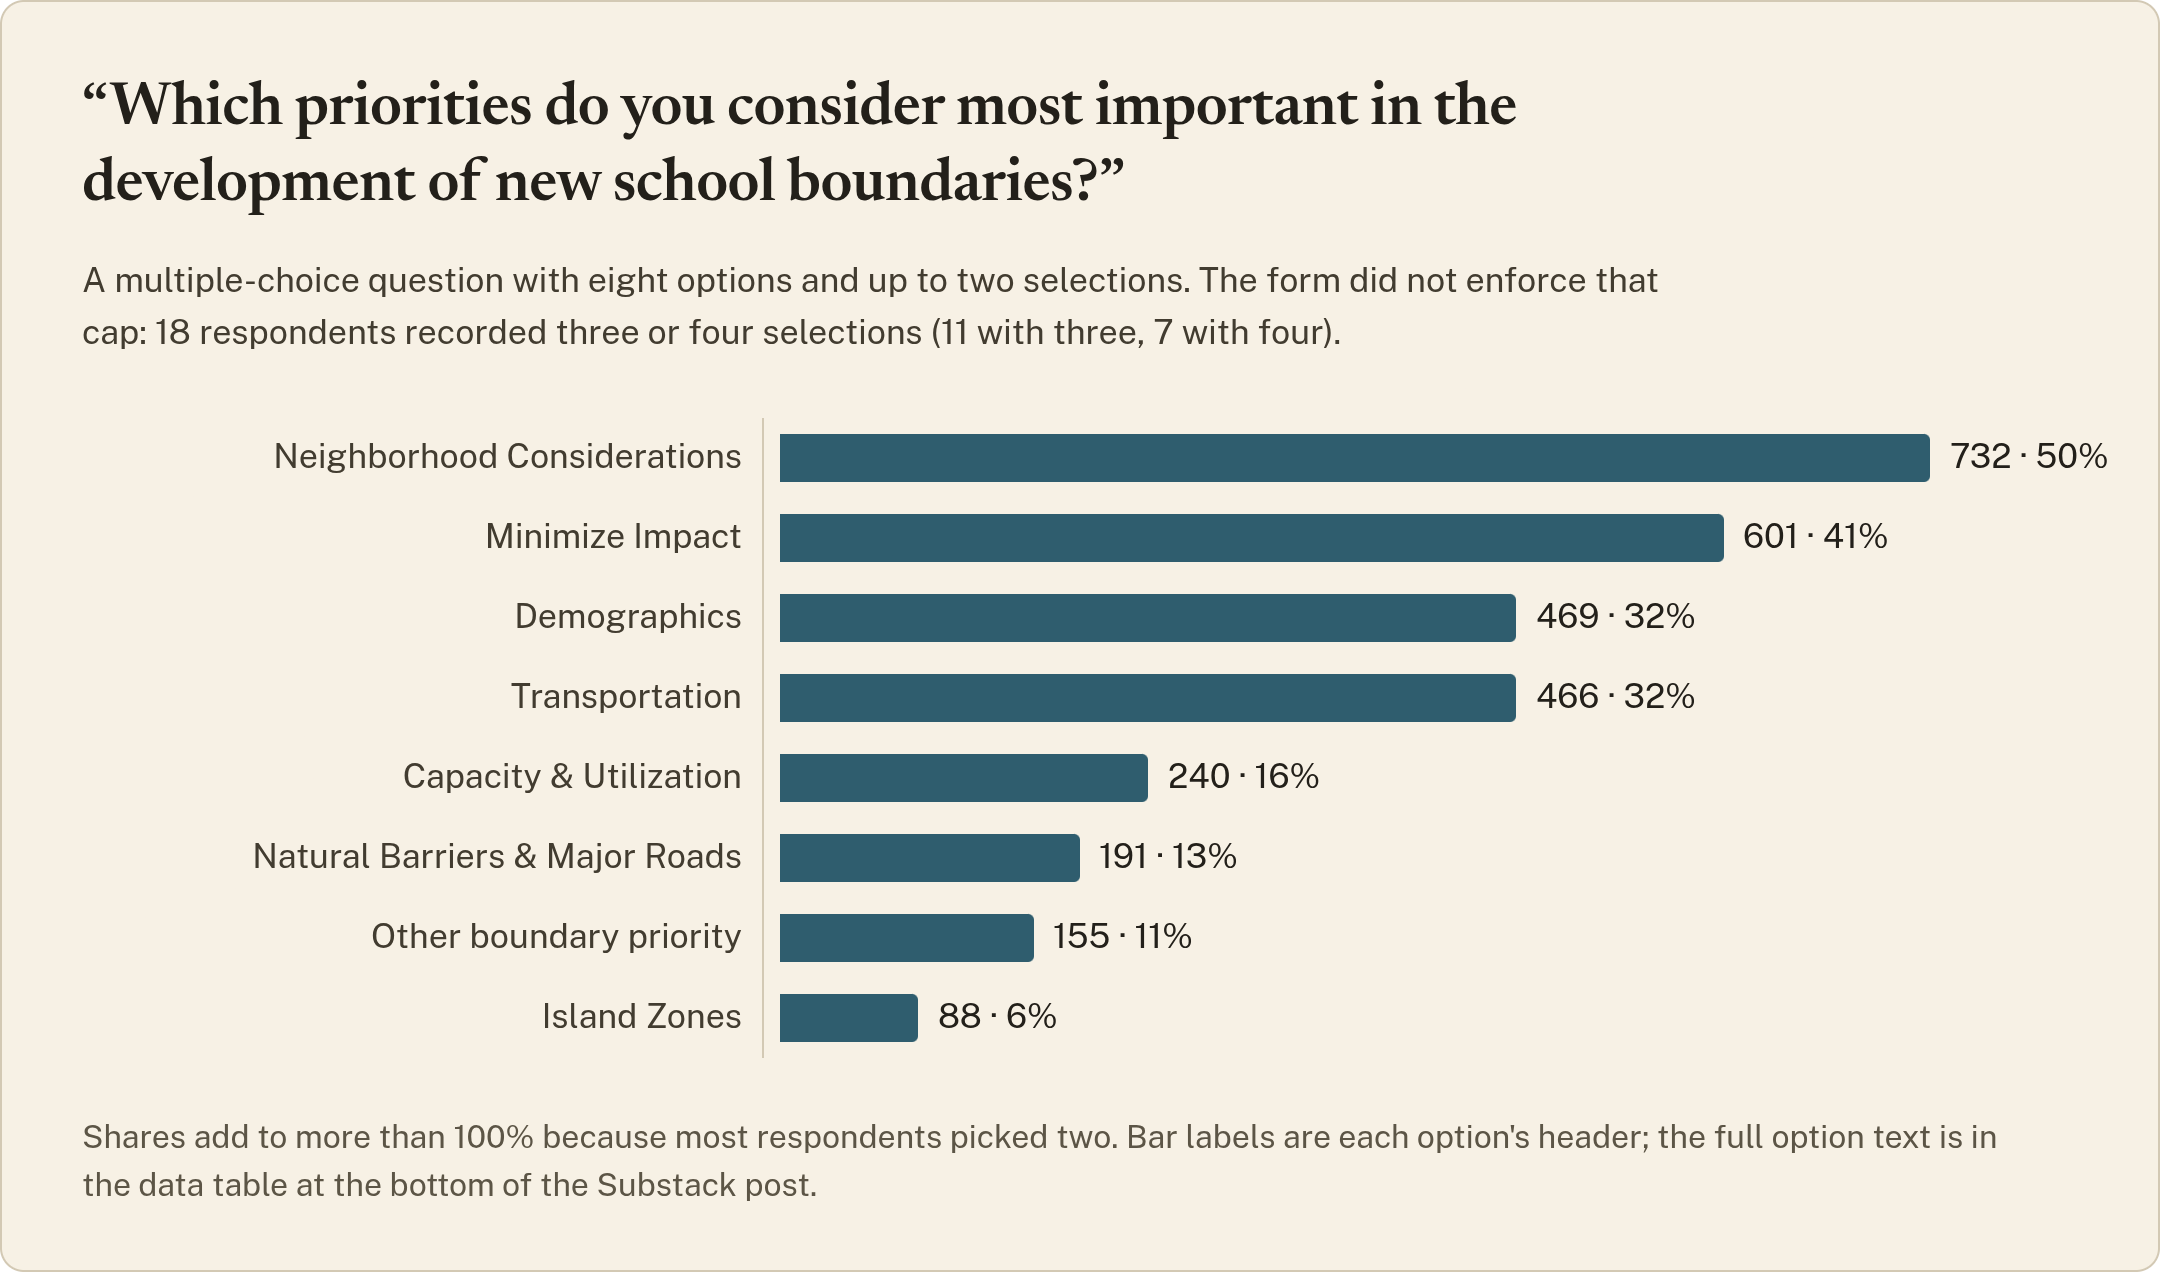 “Which priorities do you consider most important in the
development of new school boundaries?”
A multiple-choice question with eight options and up to two selections. The form did not enforce that
cap: 18 respondents recorded three or four selections (11 with three, 7 with four).
Neighborhood Considerations 732 · 50%
Minimize Impact 601 · 41%
Demographics 469 · 32%
Transportation 466 · 32%
Capacity & Utilization 240 · 16%
Natural Barriers & Major Roads 191 · 13%
Other boundary priority 155 · 11%
Island Zones 88 · 6%
Shares add to more than 100% because most respondents picked two. Bar labels are each option's header; the full option text is in
the data table at the bottom of the Substack post.